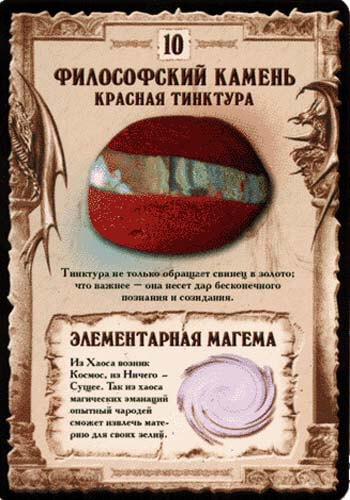 10
ФИЛОСОФСКИЙ КАМЕНЬ
КРАСНАЯ ТИНКТУРА
Тинктура не только обращает свинец в золото;
что важнее – она несет дар бесконечного
познания и созидания.
ЭЛЕМЕНТАРНАЯ МАГЕМА
Из Хаоса возник
Космос, из Ничего –
Сущее. Так из хаоса
магических эманаций
опытный чародей
сможет извлечь мате-
рию для своих зелий.